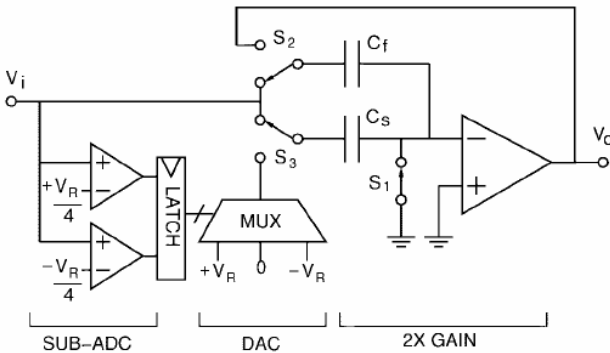 S2
Cf
Vi
Cs
Vo
S3
S1
+VR/4
−VR/4
LATCH
MUX
+VR 0 −VR
SUB−ADC DAC 2X GAIN
+
−
+
−
−
+